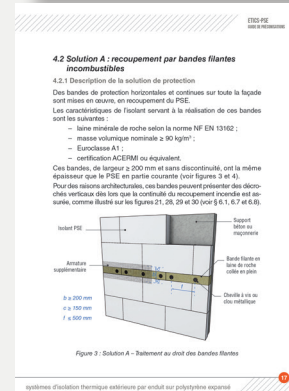 ETICS-PSE
GUIDE DE PRÉCONISATIONS
4.2 Solution A : recoupement par bandes filantes
incombustibles
4.2.1 Description de la solution de protection
Des bandes de protection horizontales et continues sur toute la façade
sont mises en œuvre, en recoupement du PSE.
Les caractéristiques de l'isolant servant à la réalisation de ces bandes
sont les suivantes :
– laine minérale de roche selon la norme NF EN 13162 ;
– masse volumique nominale ≥ 90 kg/m³ ;
– Euroclasse A1 ;
– certification ACERMI ou équivalent.
Ces bandes, de largeur ≥ 200 mm et sans discontinuité, ont la même
épaisseur que le PSE en partie courante (voir figures 3 et 4).
Pour des raisons architecturales, ces bandes peuvent présenter des décro-
chés verticaux dès lors que la continuité du recoupement incendie est as-
surée, comme illustré sur les figures 21, 28, 29 et 30 (voir § 6.1, 6.7 et 6.8).
Isolant PSE
Support
béton ou
maçonnerie
Armature
supplémentaire
Bande filante en
laine de roche
collée en plein
Cheville à vis ou
clou métallique
b ≥ 200 mm
c ≥ 150 mm
f ≤ 500 mm
Figure 3 : Solution A – Traitement au droit des bandes filantes
17
systèmes d'isolation thermique extérieure par enduit sur polystyrène expansé